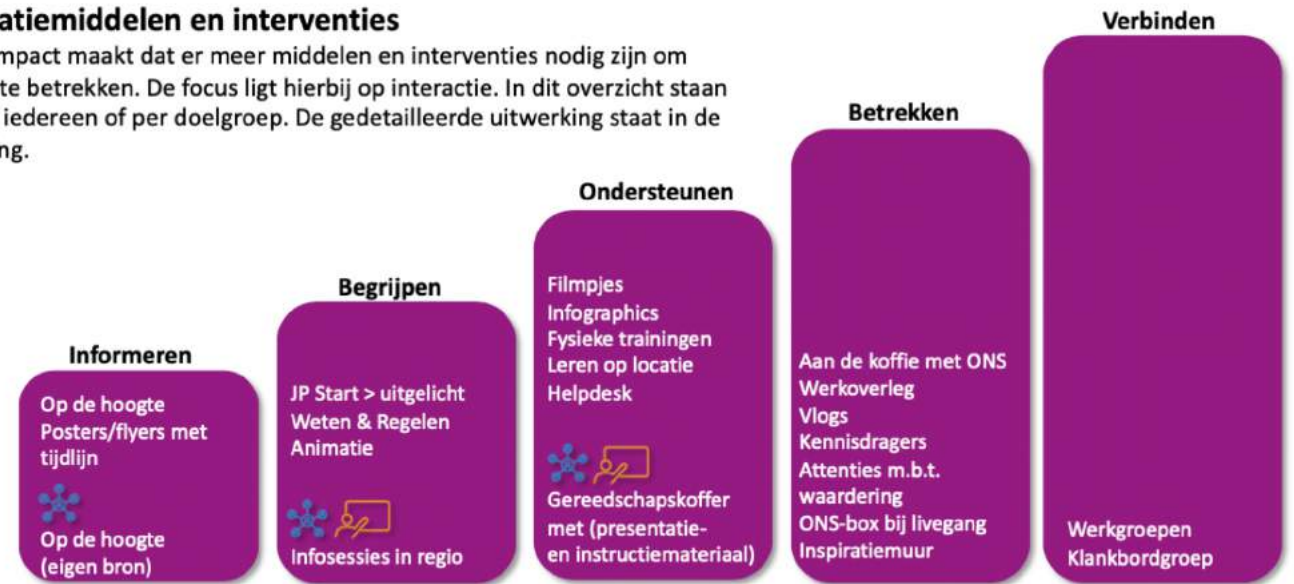 atiemiddelen en interventies
mpact maakt dat er meer middelen en interventies nodig zijn om
te betrekken. De focus ligt hierbij op interactie. In dit overzicht staan
iedereen of per doelgroep. De gedetailleerde uitwerking staat in de
ng.
Informeren
Op de hoogte
Posters/flyers met
tijdlijn
Op de hoogte
(eigen bron)
Begrijpen
JP Start > uitgelicht
Weten & Regelen
Animatie
Infosessies in regio
Ondersteunen
Filmpjes
Infographics
Fysieke trainingen
Leren op locatie
Helpdesk
Gereedschapskoffer
met (presentatie-
en instructiemateriaal)
Betrekken
Aan de koffie met ONS
Werkoverleg
Vlogs
Kennisdragers
Attenties m.b.t.
waardering
ONS-box bij livegang
Inspiratiemuur
Verbinden
Werkgroepen
Klankbordgroep